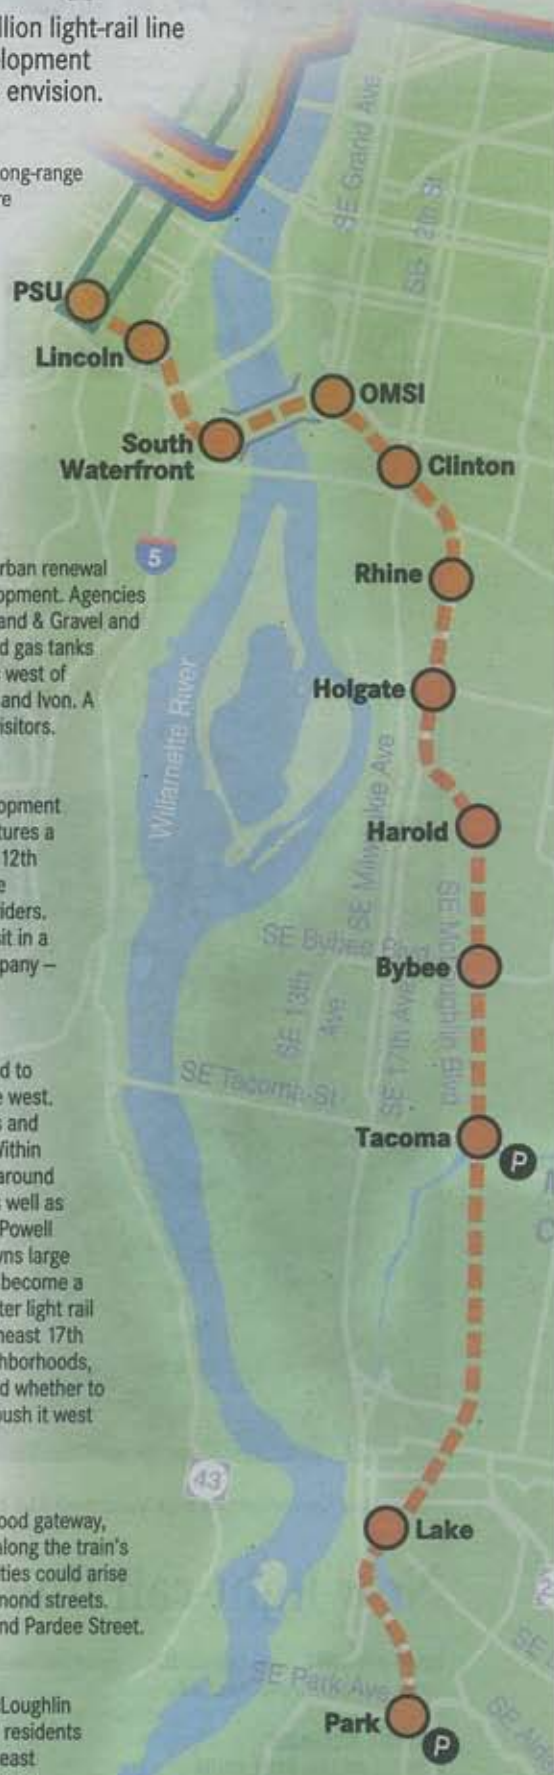 llion light-rail line
lopment
envision.
ong-range
re
SE Grand Ave
SE 12th St
PSU
Lincoln
OMSI
South
Waterfront
Clinton
5
rban renewal
opment. Agencies
and & Gravel and
d gas tanks
west of
and Ivon. A
isitors.
Rhine
Holgate
Willamette River
opment
tures a
12th
e
iders.
sit in a
pany –
SE Milwaukie Ave
Harold
SE Bybee Blvd
Bybee
SE 13th
Ave
SE 17th Ave
SE McLoughlin Blvd
SE Tacoma St
Tacoma
P
d to
e west.
s and
Within
around
s well as
Powell
wns large
become a
ter light rail
heast 17th
hborhoods,
d whether to
push it west
43
ood gateway,
along the train's
ties could arise
mond streets.
nd Pardee Street.
Lake
SE Park Ave
Loughlin
residents
east
Park
P